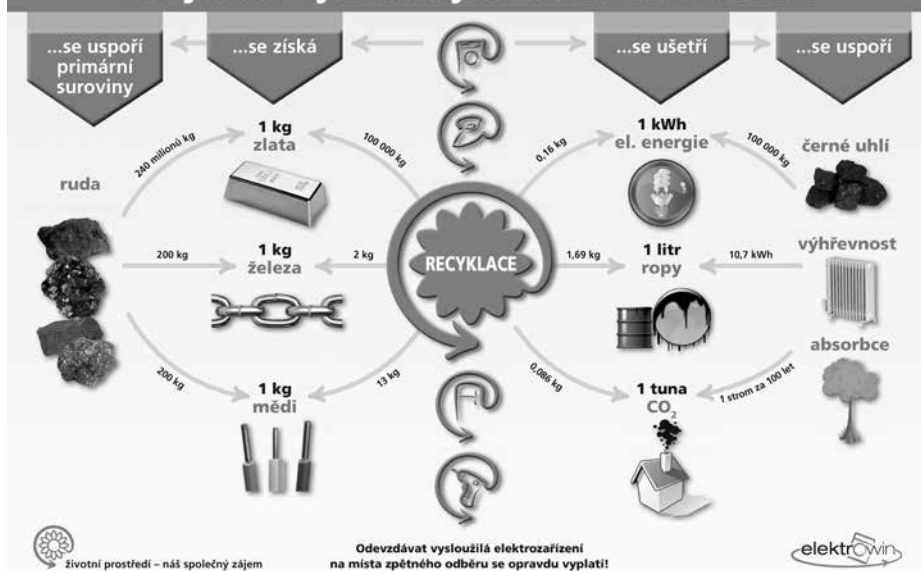 ...se uspoří
primární
suroviny
...se získá
...se ušetří
...se uspoří
240 milionů kg
1 kg
zlata
100 000 kg
0,16 kg
1 kWh
el. energie
100 000 kg
černé uhlí
ruda
200 kg
1 kg
železa
2 kg
RECYKLACE
1,69 kg
1 litr
ropy
10,7 kWh
výhřevnost
absorbce
200 kg
1 kg
mědi
13 kg
0,086 kg
1 tuna
CO2
1 strom za 100 let
životní prostředí – náš společný zájem
Odevzdávat vysloužilá elektrozařízení
na místa zpětného odběru se opravdu vyplatí!
elektrowin